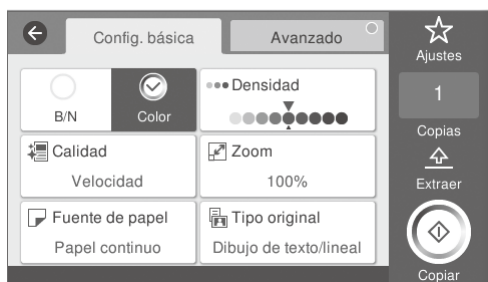 Config. básica
Avanzado
Ajustes
B/N
Color
Densidad
1
Copias
Calidad
Velocidad
Zoom
100%
Extraer
Fuente de papel
Papel continuo
Tipo original
Dibujo de texto/lineal
Copiar